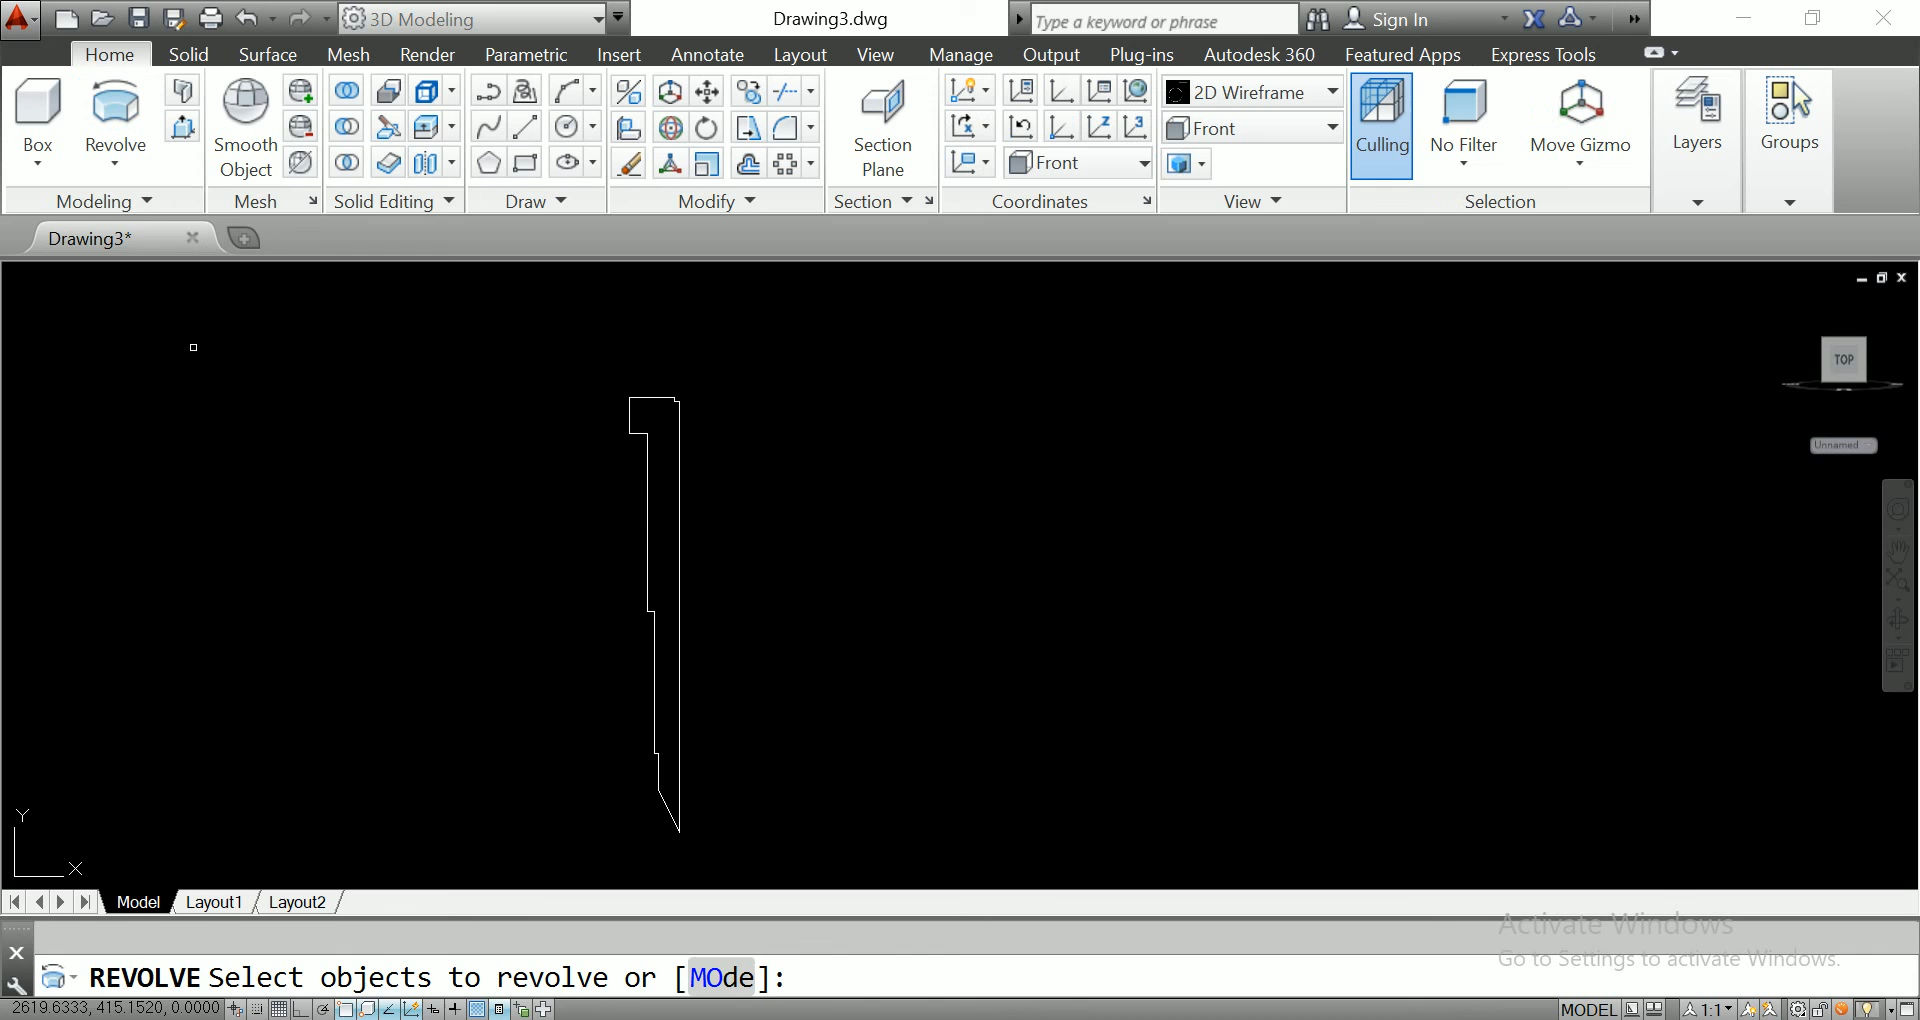 3D Modeling
Drawing3.dwg
Type a keyword or phrase
Sign In
Home Solid Surface Mesh Render Parametric Insert Annotate Layout View Manage Output Plug-ins Autodesk 360 Featured Apps Express Tools
Box
Revolve
Smooth
Object
Section
Plane
2D Wireframe
Front
Front
Culling
No Filter
Move Gizmo
Layers
Groups
Modeling Mesh Solid Editing Draw Modify Section Coordinates View Selection
Drawing3*
TOP
Unnamed
Y
X
Model Layout1 Layout2
Activate Windows
Go to Settings to activate Windows.
REVOLVE Select objects to revolve or [MOde]:
2619.6333, 415.1520, 0.0000
MODEL
1:1